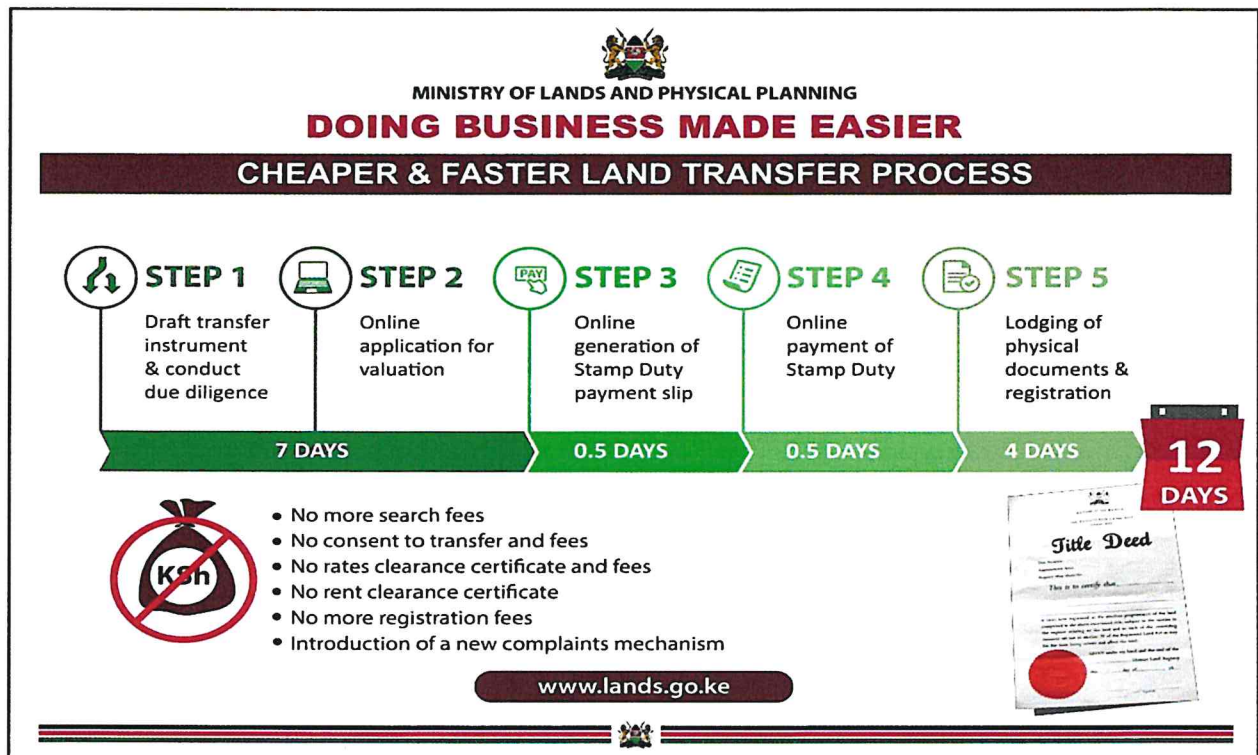 MINISTRY OF LANDS AND PHYSICAL PLANNING
DOING BUSINESS MADE EASIER
CHEAPER & FASTER LAND TRANSFER PROCESS
STEP 1
Draft transfer
instrument
& conduct
due diligence
STEP 2
Online
application for
valuation
PAY
STEP 3
Online
generation of
Stamp Duty
payment slip
STEP 4
Online
payment of
Stamp Duty
STEP 5
Lodging of
physical
documents &
registration
7 DAYS
0.5 DAYS
0.5 DAYS
4 DAYS
12
DAYS
KSh
• No more search fees
• No consent to transfer and fees
• No rates clearance certificate and fees
• No rent clearance certificate
• No more registration fees
• Introduction of a new complaints mechanism
Title Deed
This is to certify that
www.lands.go.ke